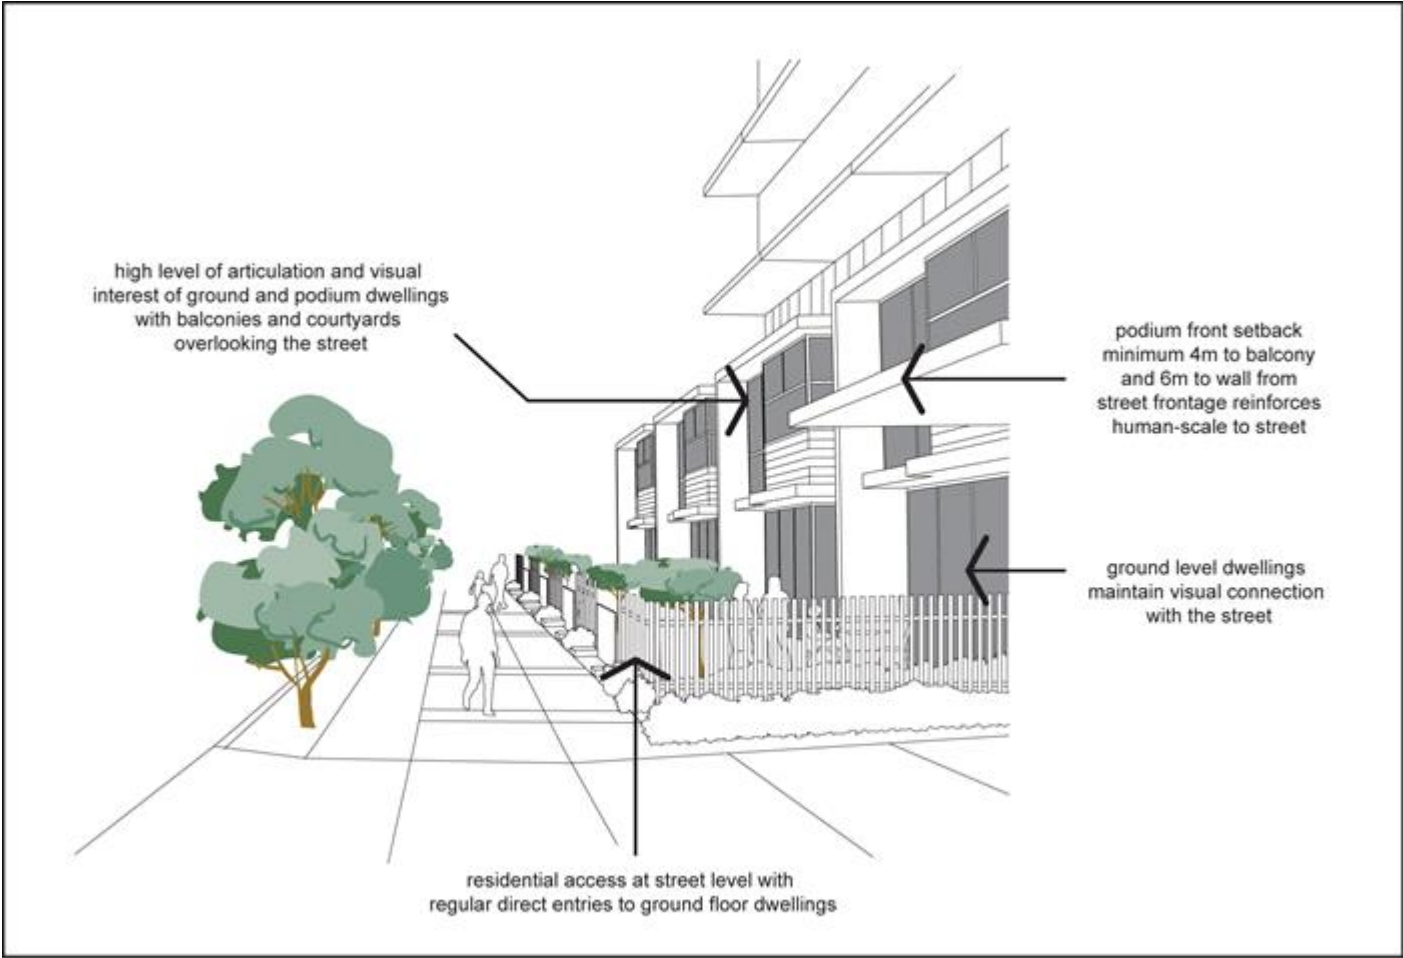 high level of articulation and visual
interest of ground and podium dwellings
with balconies and courtyards
overlooking the street
podium front setback
minimum 4m to balcony
and 6m to wall from
street frontage reinforces
human-scale to street
ground level dwellings
maintain visual connection
with the street
residential access at street level with
regular direct entries to ground floor dwellings